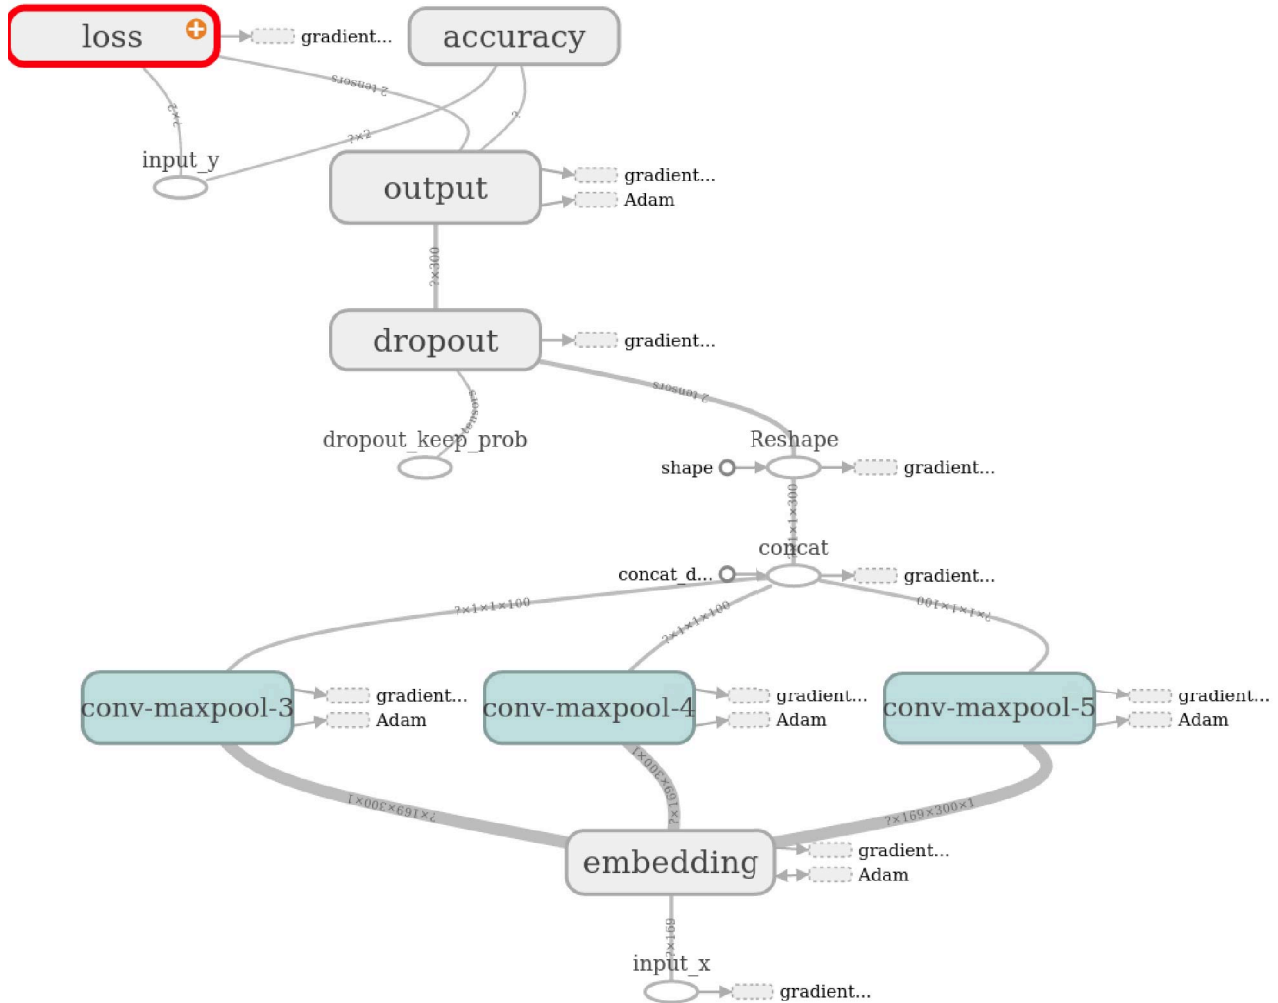 loss
gradient...
accuracy
2 tensors
?×2
?
?×2
input_y
output
gradient...
Adam
?×300
dropout
gradient...
2 tensors
tensors
dropout_keep_prob
Reshape
shape
gradient...
×1×1×300
concat
concat_d...
gradient...
?×1×1×100
?×1×1×100
?×1×1×100
conv-maxpool-3
gradient...
Adam
conv-maxpool-4
gradient...
Adam
conv-maxpool-5
gradient...
Adam
?×169×300×1
?×169×300×1
?×169×300×1
embedding
gradient...
Adam
?×169
input_x
gradient...